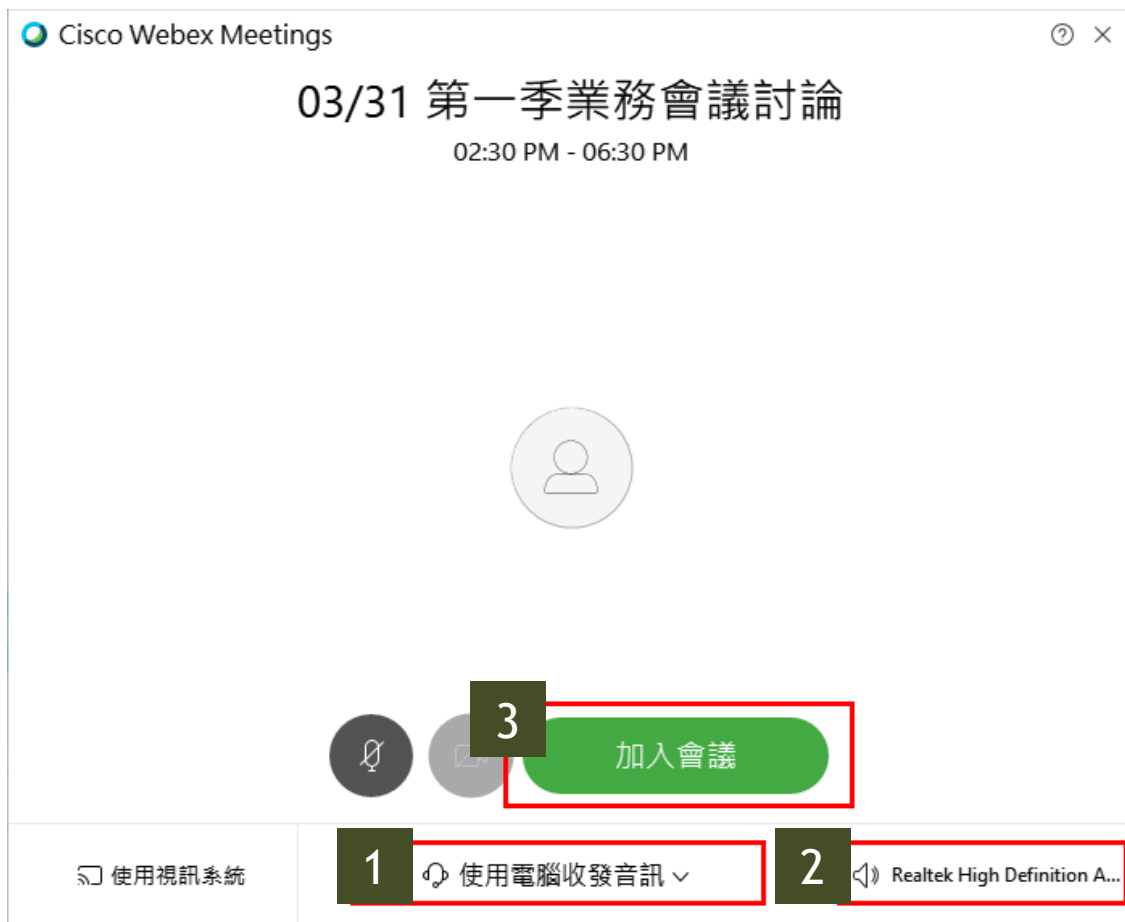 Cisco Webex Meetings
03/31 第一季業務會議討論
02:30 PM - 06:30 PM
3
加入會議
使用視訊系統
1
使用電腦收發音訊
2
Realtek High Definition A...